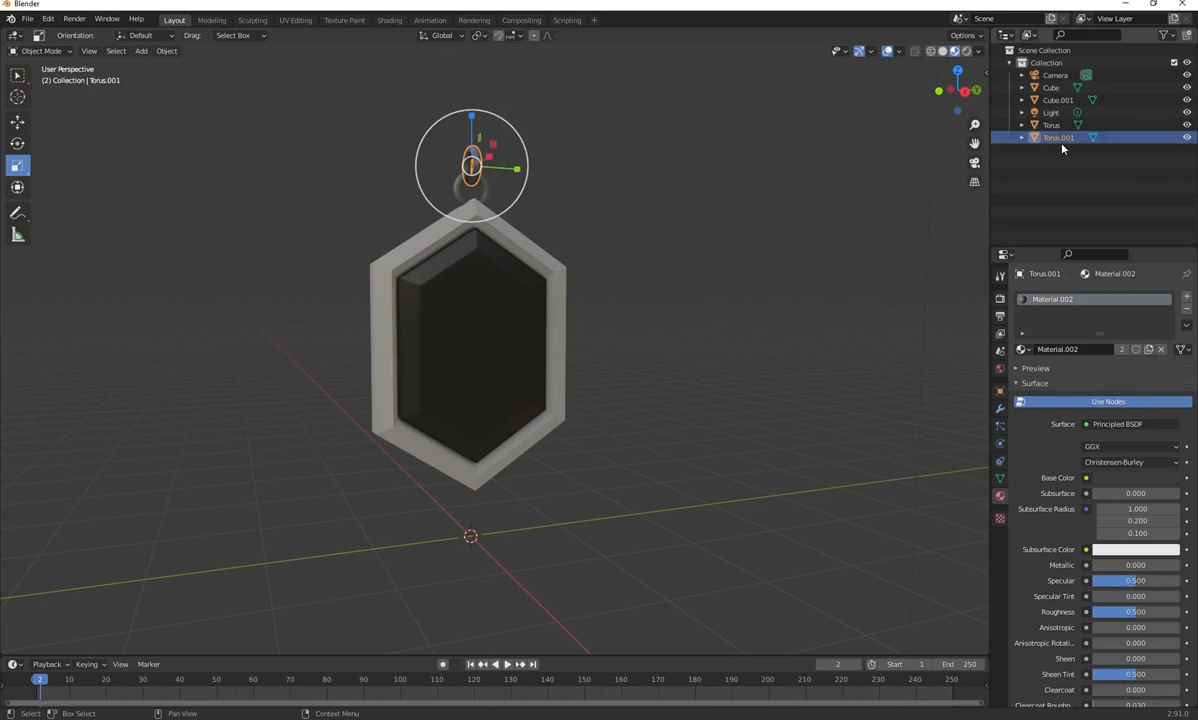 Blender
File Edit Render Window Help Layout Modeling Sculpting UV Editing Texture Paint Shading Animation Rendering Compositing Scripting + Scene View Layer
Orientation: Default Drag: Select Box Global Options
Object Mode View Select Add Object
User Perspective
(2) Collection | Torus.001
Z
X
Y
Scene Collection
Collection
Camera
Cube
Cube.001
Light
Torus
Torus.001
Torus.001 Material.002
Material.002
Material.002 2
Preview
Surface
Use Nodes
Surface Principled BSDF
GGX
Christensen-Burley
Base Color
Subsurface 0.000
Subsurface Radius 1.000
0.200
0.100
Subsurface Color
Metallic 0.000
Specular 0.500
Specular Tint 0.000
Roughness 0.500
Anisotropic 0.000
Anisotropic Rotati... 0.000
Sheen 0.000
Sheen Tint 0.500
Clearcoat 0.000
Clearcoat Roughn... 0.030
Playback Keying View Marker 2 Start 1 End 250
2 10 20 30 40 50 60 70 80 90 100 110 120 130 140 150 160 170 180 190 200 210 220 230 240 250
Select Box Select Pan View Context Menu 2.91.0